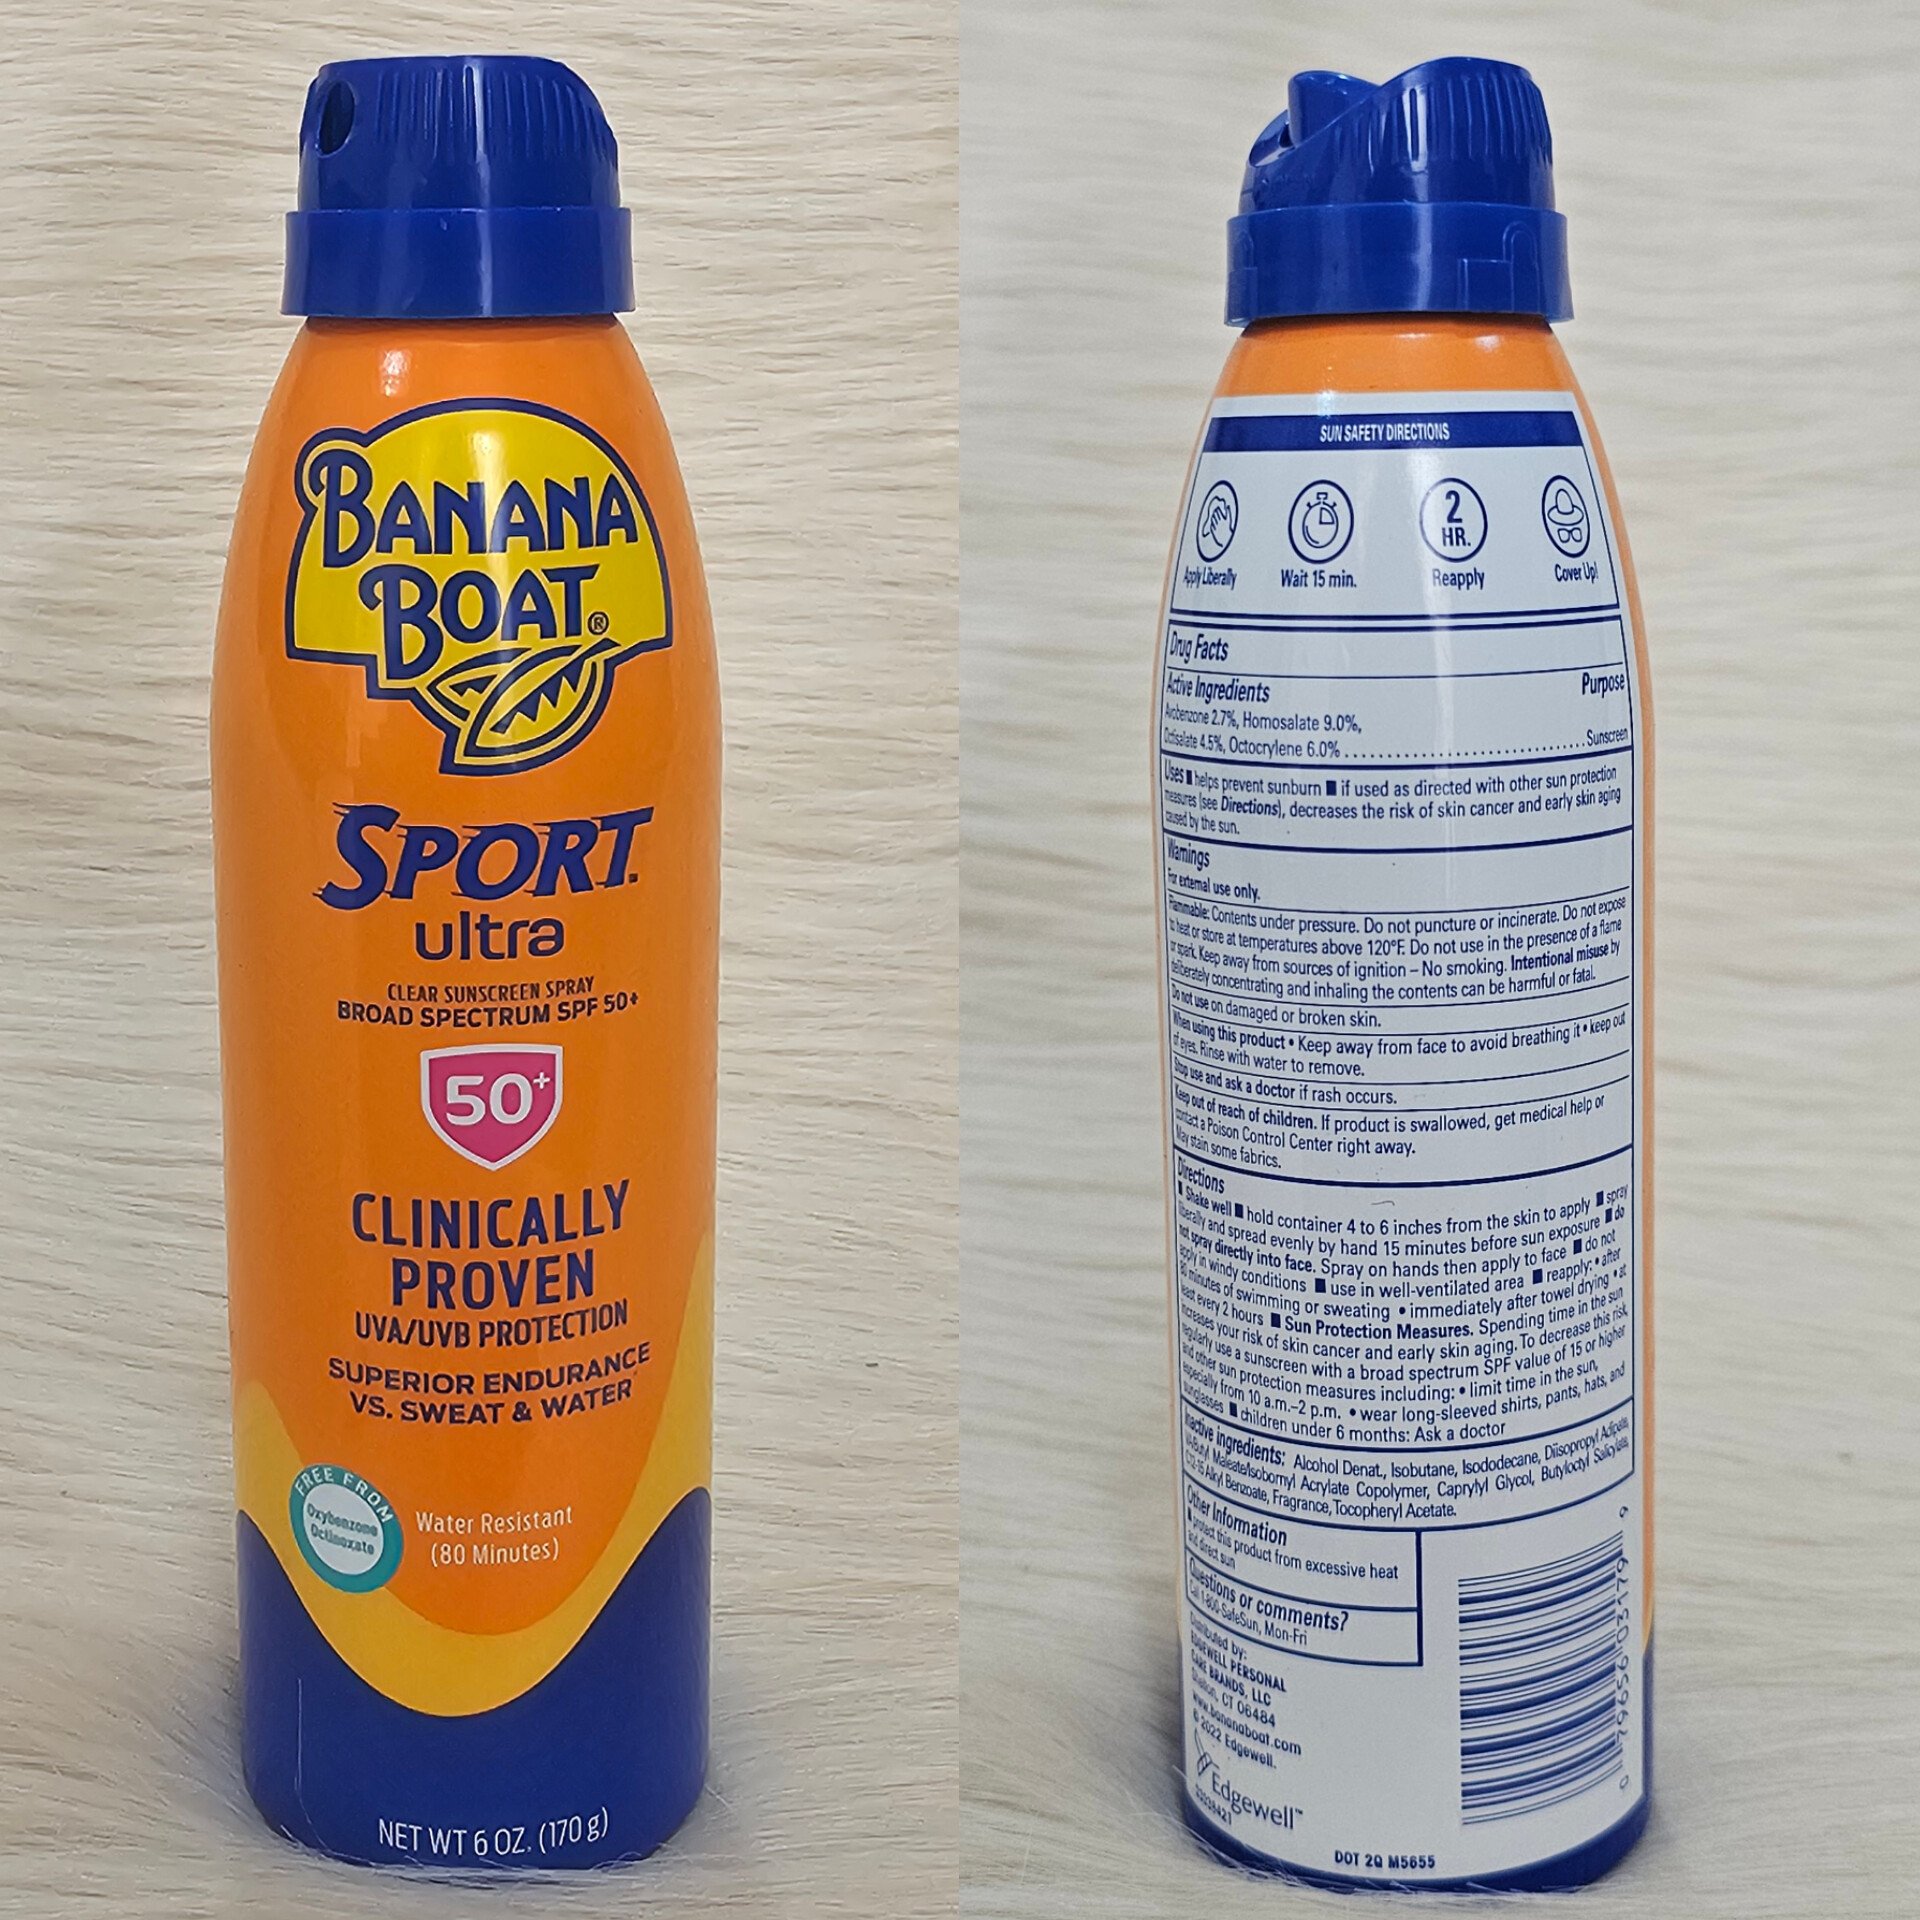 BANANA
BOAT®
SPORT™
ultra
CLEAR SUNSCREEN SPRAY
BROAD SPECTRUM SPF 50+
50+
CLINICALLY
PROVEN
UVA/UVB PROTECTION
SUPERIOR ENDURANCE
VS. SWEAT & WATER
FREE FROM
Oxybenzone
Octinoxate
Water Resistant
(80 Minutes)
NET WT 6 OZ. (170 g)
SUN SAFETY DIRECTIONS
2
HR.
Apply Liberally
Wait 15 min.
Reapply
Cover Up!
Drug Facts
Active Ingredients Purpose
Avobenzone 2.7%, Homosalate 9.0%,
Octisalate 4.5%, Octocrylene 6.0% .................................. Sunscreen
Uses ■ helps prevent sunburn ■ if used as directed with other sun protection
measures (see Directions), decreases the risk of skin cancer and early skin aging
caused by the sun.
Warnings
For external use only.
Flammable: Contents under pressure. Do not puncture or incinerate. Do not expose
to heat or store at temperatures above 120°F. Do not use in the presence of a flame
or spark. Keep away from sources of ignition – No smoking. Intentional misuse by
deliberately concentrating and inhaling the contents can be harmful or fatal.
Do not use on damaged or broken skin.
When using this product • Keep away from face to avoid breathing it • keep out
of eyes. Rinse with water to remove.
Stop use and ask a doctor if rash occurs.
Keep out of reach of children. If product is swallowed, get medical help or
contact a Poison Control Center right away.
May stain some fabrics.
Directions
■ Shake well ■ hold container 4 to 6 inches from the skin to apply ■ spray
liberally and spread evenly by hand 15 minutes before sun exposure ■ do
not spray directly into face. Spray on hands then apply to face ■ do not
apply in windy conditions ■ use in well-ventilated area ■ reapply: • after
80 minutes of swimming or sweating • immediately after towel drying • at
least every 2 hours ■ Sun Protection Measures. Spending time in the sun
increases your risk of skin cancer and early skin aging. To decrease this risk,
regularly use a sunscreen with a broad spectrum SPF value of 15 or higher
and other sun protection measures including: • limit time in the sun,
especially from 10 a.m.–2 p.m. • wear long-sleeved shirts, pants, hats, and
sunglasses ■ children under 6 months: Ask a doctor
Inactive ingredients: Alcohol Denat., Isobutane, Isododecane, Diisopropyl Adipate,
VA/Butyl Maleate/Isobornyl Acrylate Copolymer, Caprylyl Glycol, Butyloctyl Salicylate,
C12-15 Alkyl Benzoate, Fragrance, Tocopheryl Acetate.
Other Information
■ protect this product from excessive heat
and direct sun
Questions or comments?
Call 1-800-SafeSun, Mon-Fri
Distributed by:
EDGEWELL PERSONAL
CARE BRANDS, LLC
Shelton, CT 06484
www.bananaboat.com
© 2022 Edgewell.
Edgewell™
0 79656 03179 9
DOT 2Q M5655